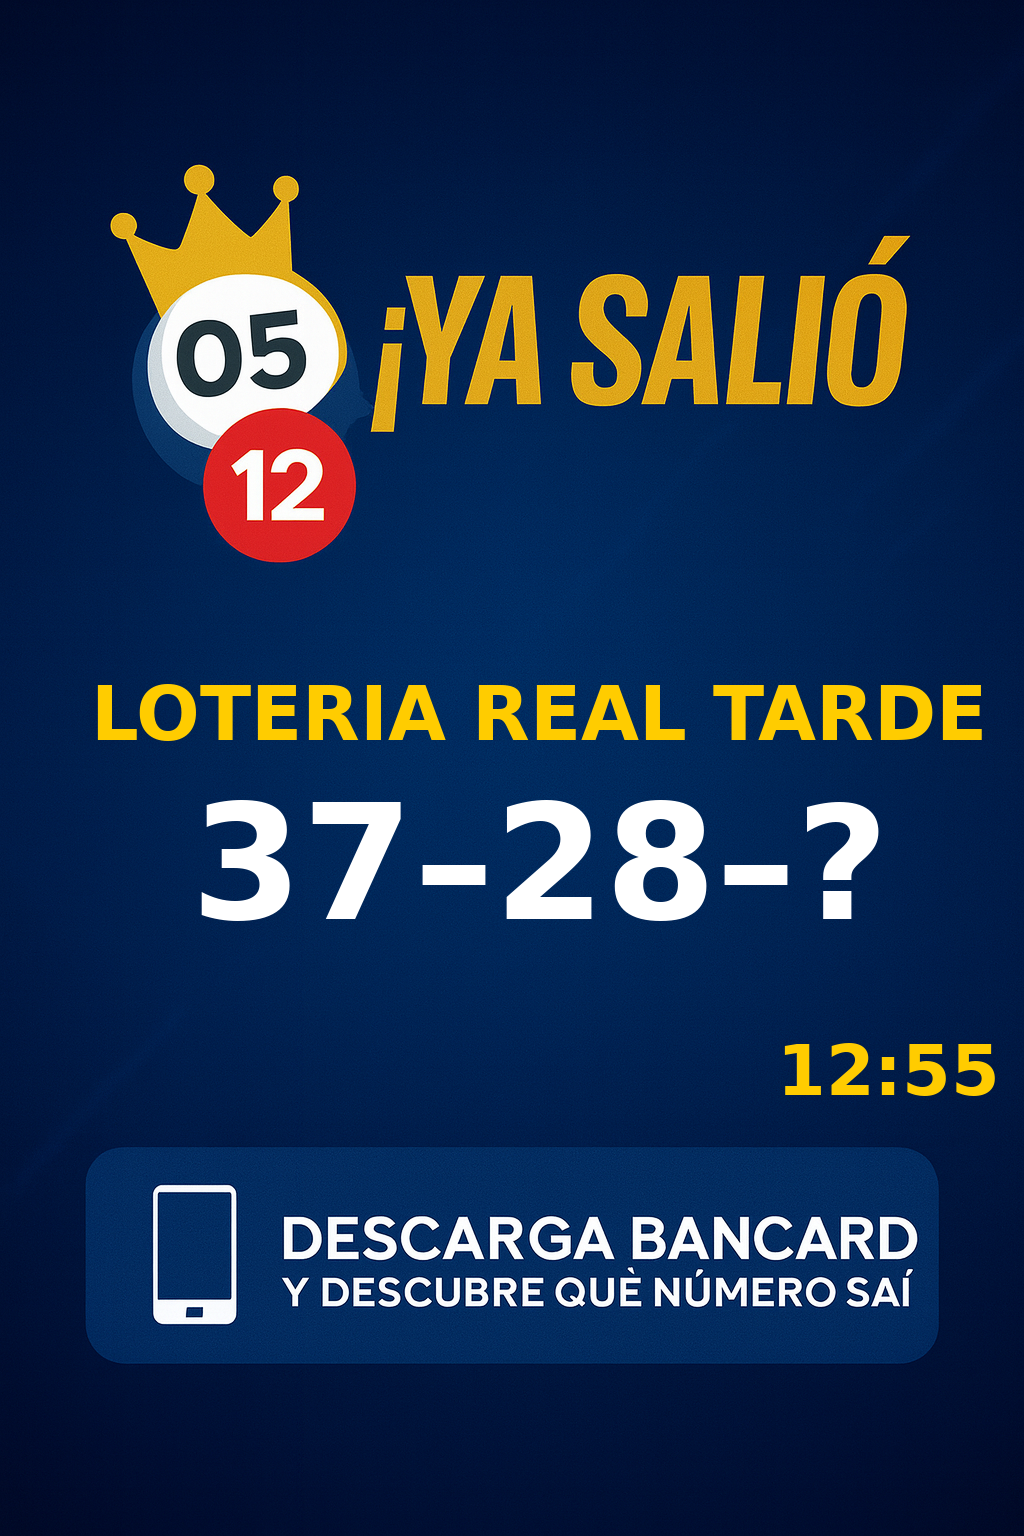 05
12
¡YA SALIÓ
LOTERIA REAL TARDE
37-28-?
12:55
DESCARGA BANCARD
Y DESCUBRE QUÈ NÚMERO SAÍ